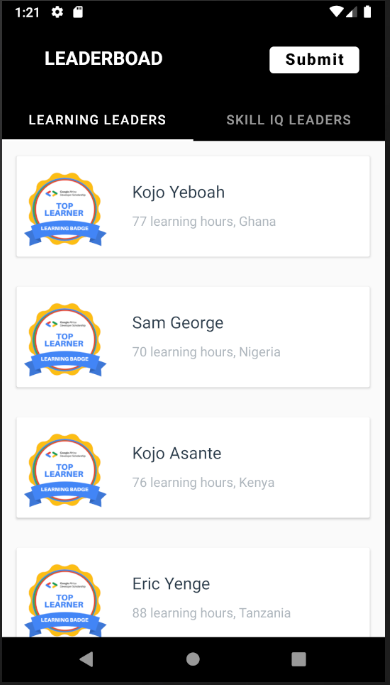 1:21
LEADERBOAD
Submit
LEARNING LEADERS
SKILL IQ LEADERS
TOP
LEARNER
LEARNING BADGE
Kojo Yeboah
77 learning hours, Ghana
TOP
LEARNER
LEARNING BADGE
Sam George
70 learning hours, Nigeria
TOP
LEARNER
LEARNING BADGE
Kojo Asante
76 learning hours, Kenya
TOP
LEARNER
LEARNING BADGE
Eric Yenge
88 learning hours, Tanzania